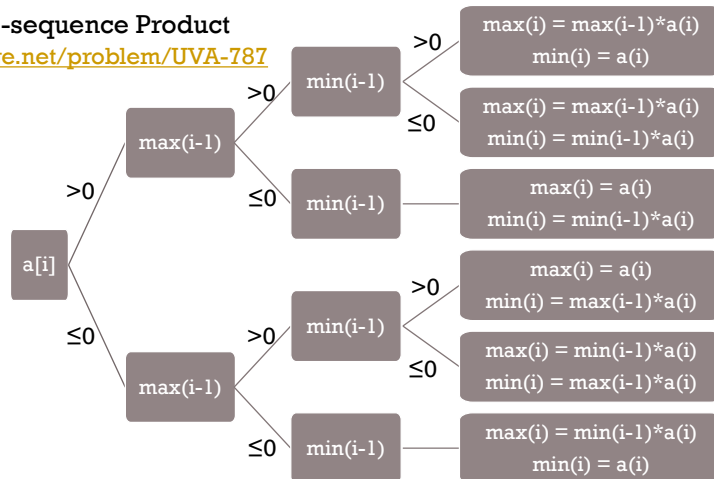 -sequence Product
e.net/problem/UVA-787
a[i]
>0
≤0
max(i-1)
>0
≤0
min(i-1)
>0
≤0
max(i) = max(i-1)*a(i)
min(i) = a(i)
max(i) = max(i-1)*a(i)
min(i) = min(i-1)*a(i)
min(i-1)
max(i) = a(i)
min(i) = min(i-1)*a(i)
max(i-1)
>0
≤0
min(i-1)
>0
≤0
max(i) = a(i)
min(i) = max(i-1)*a(i)
max(i) = min(i-1)*a(i)
min(i) = max(i-1)*a(i)
min(i-1)
max(i) = min(i-1)*a(i)
min(i) = a(i)